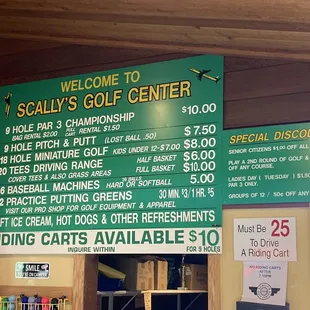 WELCOME TO
SCALLY'S GOLF CENTER
9 HOLE PAR 3 CHAMPIONSHIP $10.00
BAG RENTAL $2.00 PULL CART RENTAL $1.50
9 HOLE PITCH & PUTT (LOST BALL .50) $7.50
18 HOLE MINIATURE GOLF KIDS UNDER 12-$7.00 $8.00
20 TEES DRIVING RANGE HALF BASKET $6.00
COVER TEES & ALSO GRASS AREAS FULL BASKET $10.00
6 BASEBALL MACHINES HARD OR SOFTBALL 5.00
2 PRACTICE PUTTING GREENS 30 MIN. $3/1 HR. $5
VISIT OUR PRO SHOP FOR GOLF EQUIPMENT & APPAREL
FT ICE CREAM, HOT DOGS & OTHER REFRESHMENTS
DING CARTS AVAILABLE $10
INQUIRE WITHIN FOR 9 HOLES
SPECIAL DISCOU
SENIOR CITIZENS $1.00 OFF ALL
PLAY A 2ND ROUND OF GOLF &
OFF ANY COURSE.
LADIES DAY | TUESDAY | $1.50
PAR 3 ONLY.
GROUPS OF 12 / 50¢ OFF ANY
Must Be 25
To Drive A
Riding Cart
NO RIDING
CARTS
AFTER
SMILE